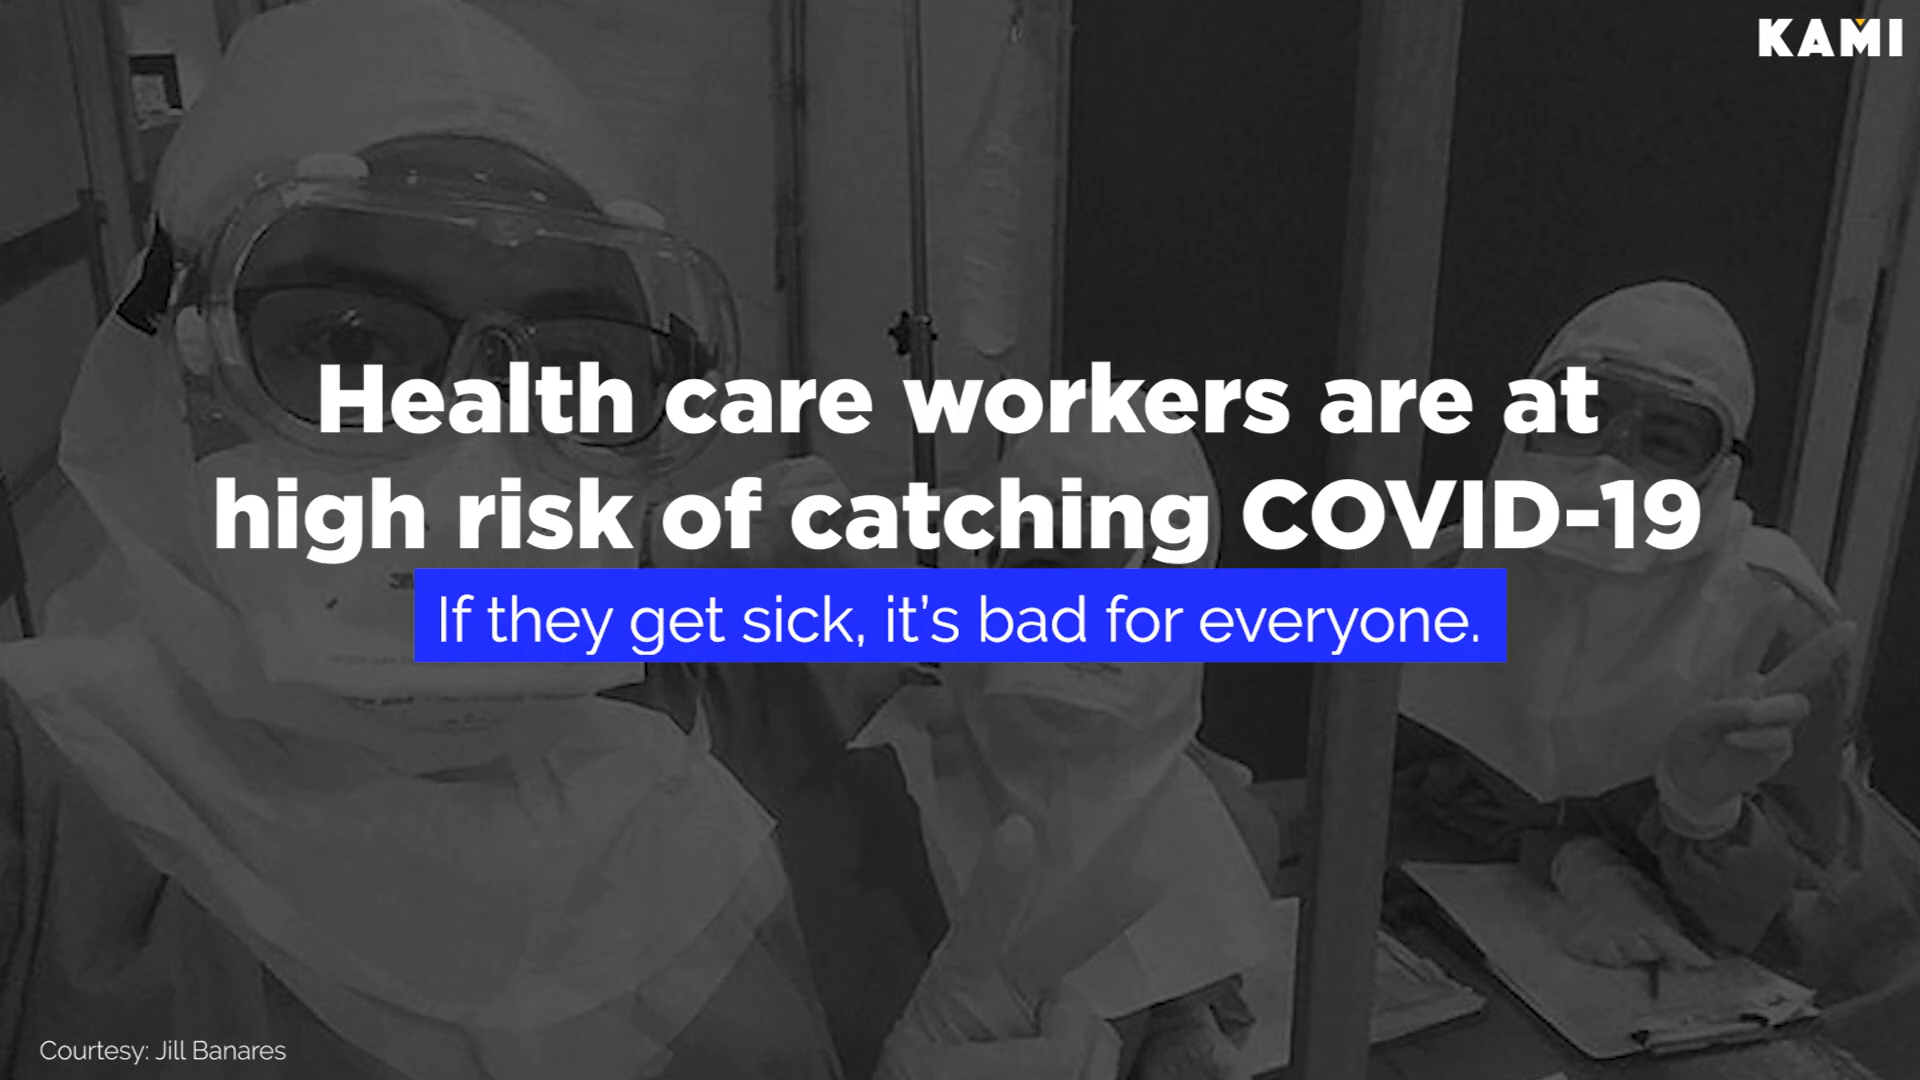 KAMI
Health care workers are at
high risk of catching COVID-19
If they get sick, it's bad for everyone.
Courtesy: Jill Banares